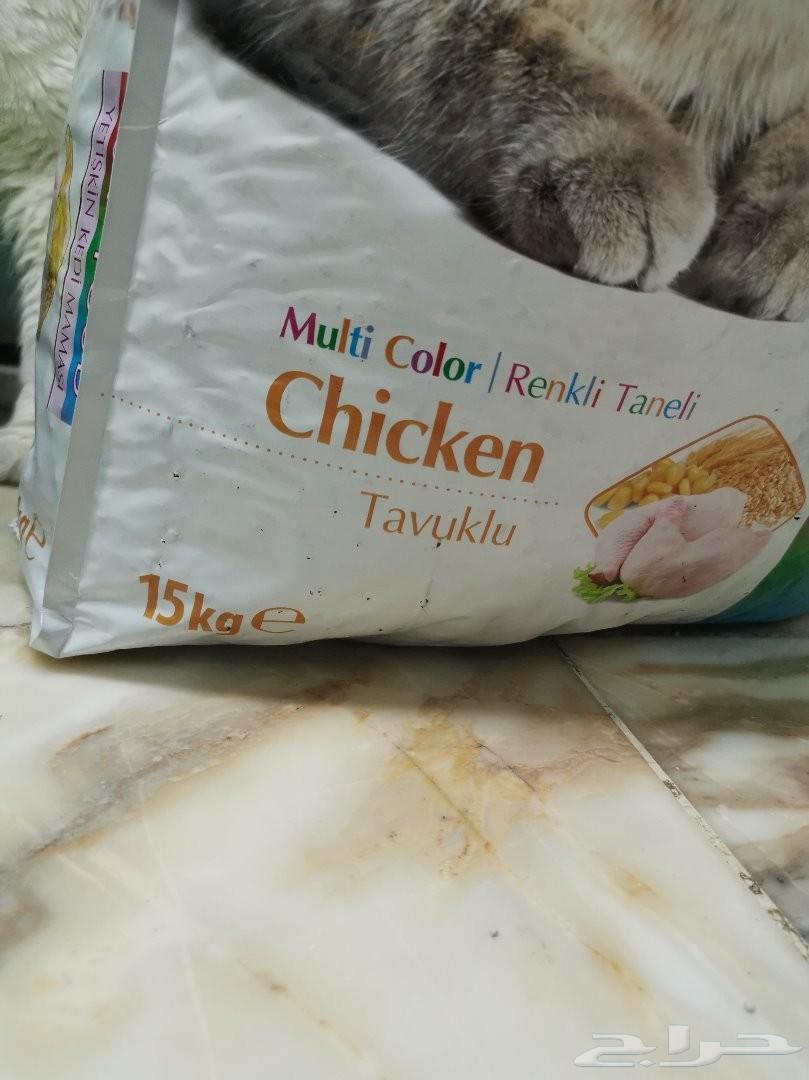 YETİŞKİN KEDİ MAMASI
Multi Color | Renkli Taneli
Chicken
Tavuklu
15kg e
حراج